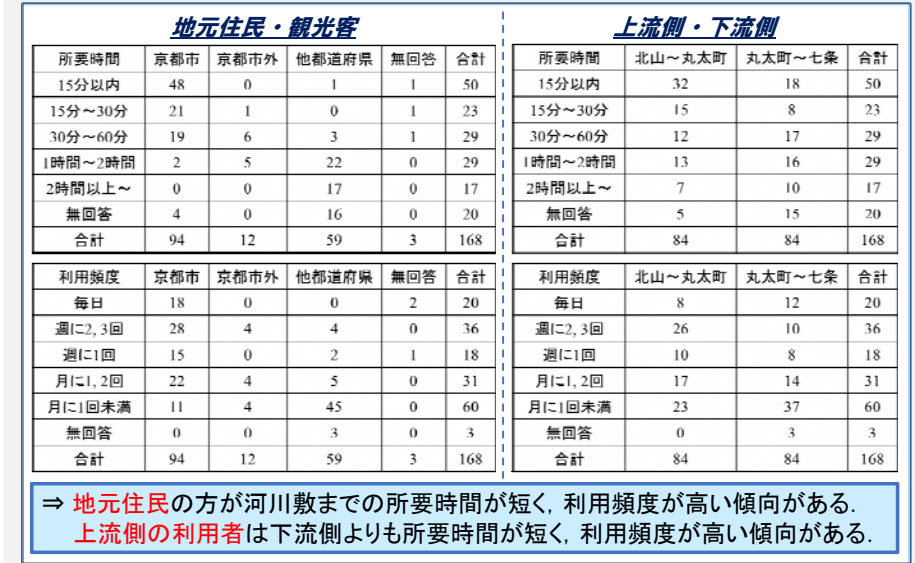 地元住民・観光客
所要時間 京都市 京都市外 他都道府県 無回答 合計
15分以内 48 0 1 1 50
15分～30分 21 1 0 1 23
30分～60分 19 6 3 1 29
1時間～2時間 2 5 22 0 29
2時間以上～ 0 0 17 0 17
無回答 4 0 16 0 20
合計 94 12 59 3 168
利用頻度 京都市 京都市外 他都道府県 無回答 合計
毎日 18 0 0 2 20
週に2, 3回 28 4 4 0 36
週に1回 15 0 2 1 18
月に1, 2回 22 4 5 0 31
月に1回未満 11 4 45 0 60
無回答 0 0 3 0 3
合計 94 12 59 3 168
上流側・下流側
所要時間 北山～丸太町 丸太町～七条 合計
15分以内 32 18 50
15分～30分 15 8 23
30分～60分 12 17 29
1時間～2時間 13 16 29
2時間以上～ 7 10 17
無回答 5 15 20
合計 84 84 168
利用頻度 北山～丸太町 丸太町～七条 合計
毎日 8 12 20
週に2, 3回 26 10 36
週に1回 10 8 18
月に1, 2回 17 14 31
月に1回未満 23 37 60
無回答 0 3 3
合計 84 84 168
⇒ 地元住民の方が河川敷までの所要時間が短く, 利用頻度が高い傾向がある.
上流側の利用者は下流側よりも所要時間が短く, 利用頻度が高い傾向がある.